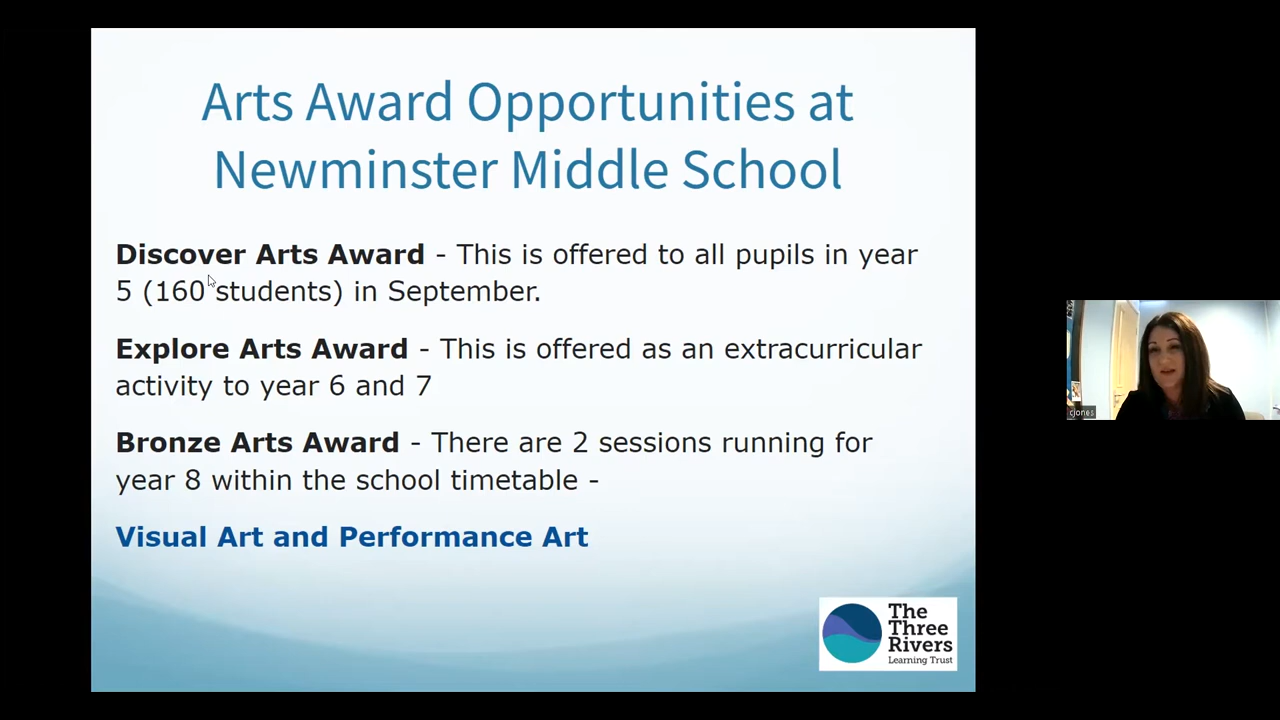 Arts Award Opportunities at
Newminster Middle School
Discover Arts Award - This is offered to all pupils in year
5 (160 students) in September.
Explore Arts Award - This is offered as an extracurricular
activity to year 6 and 7
Bronze Arts Award - There are 2 sessions running for
year 8 within the school timetable -
Visual Art and Performance Art
The
Three
Rivers
Learning Trust
cjones